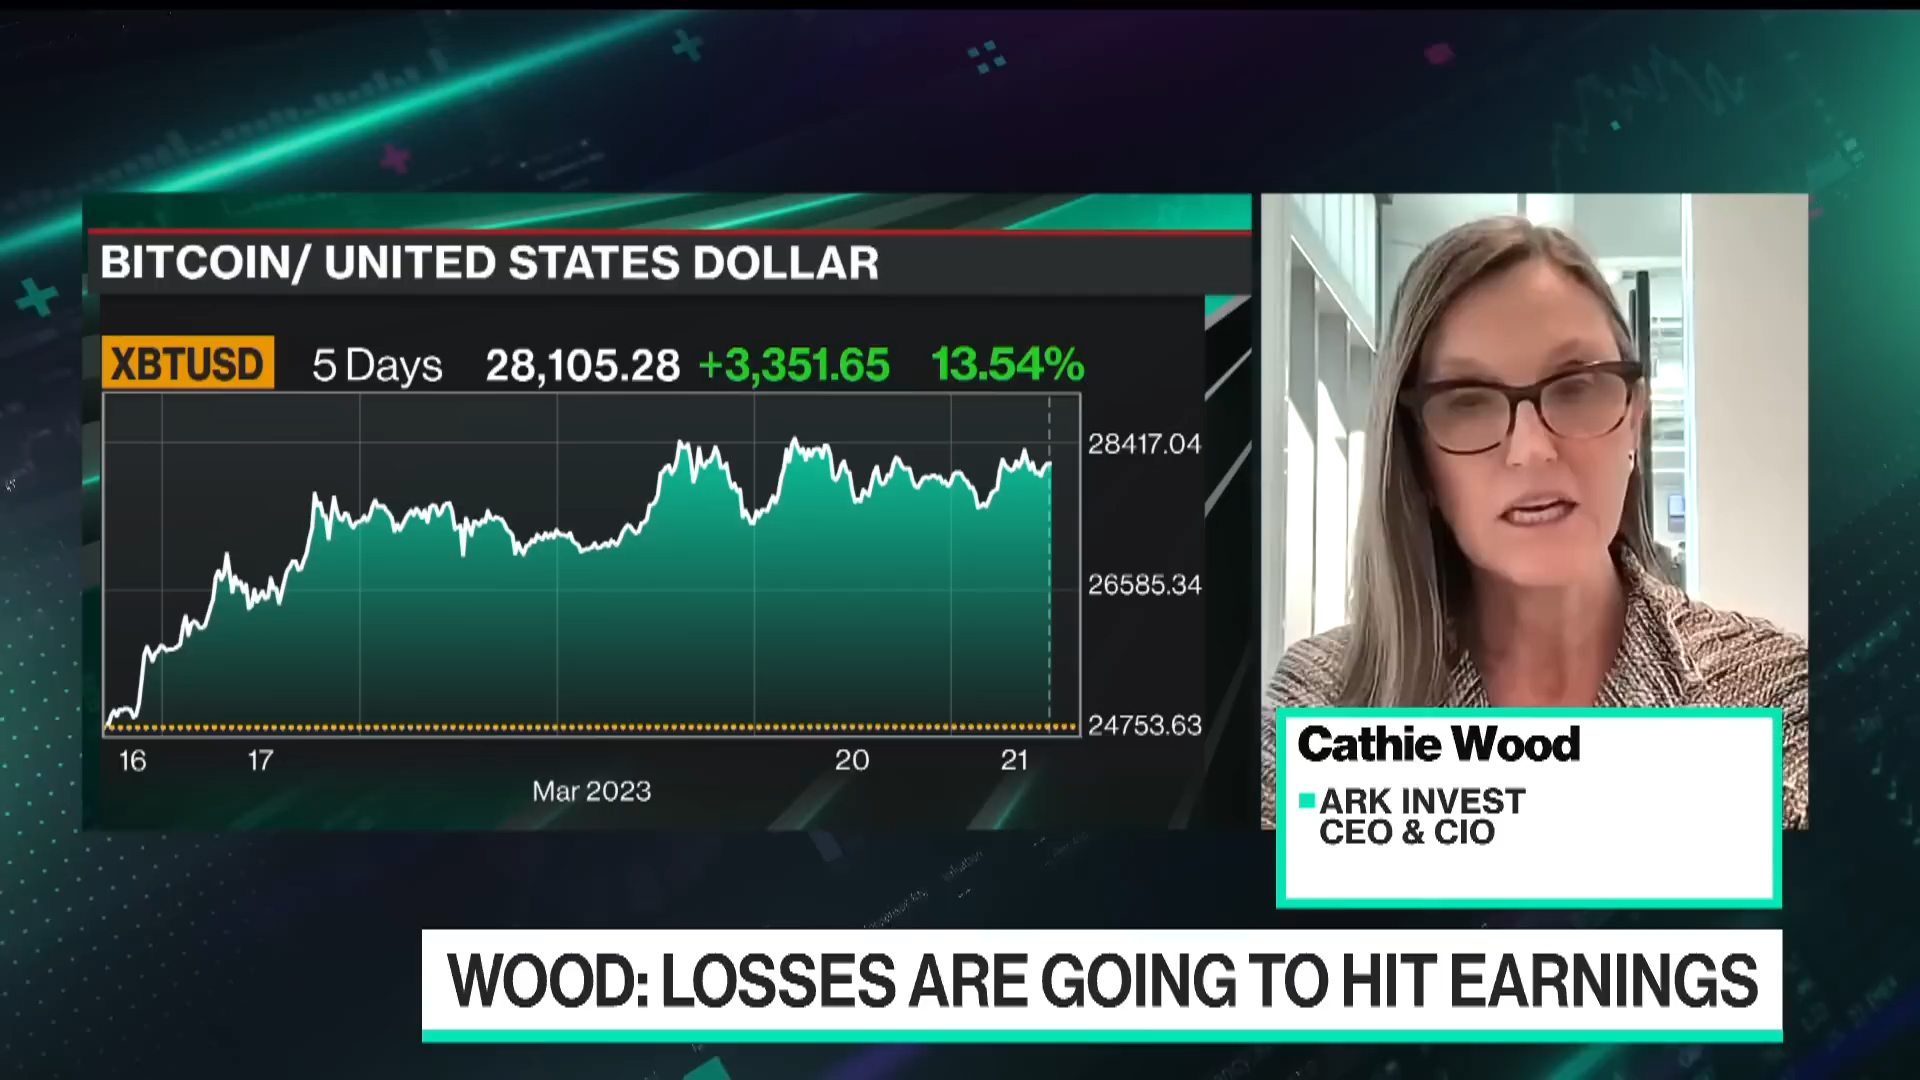 BITCOIN/ UNITED STATES DOLLAR
XBTUSD 5 Days 28,105.28 +3,351.65 13.54%
28417.04
26585.34
24753.63
16 17 20 21
Mar 2023
Cathie Wood
ARK INVEST
CEO & CIO
WOOD: LOSSES ARE GOING TO HIT EARNINGS